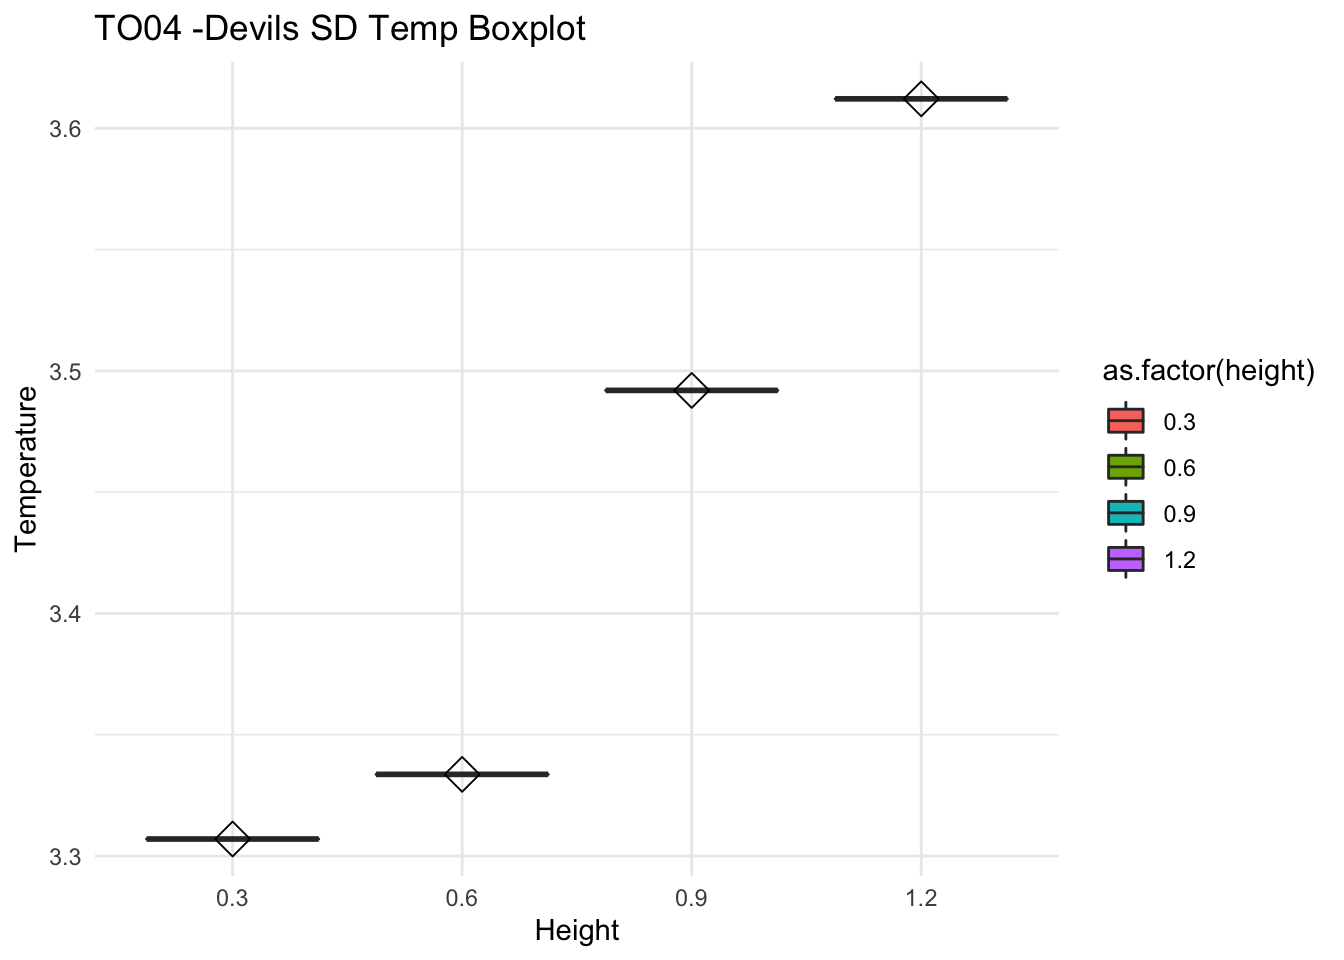 TO04 -Devils SD Temp Boxplot
3.6
3.5
3.4
3.3
Temperature
0.3 0.6 0.9 1.2
Height
as.factor(height)
0.3
0.6
0.9
1.2